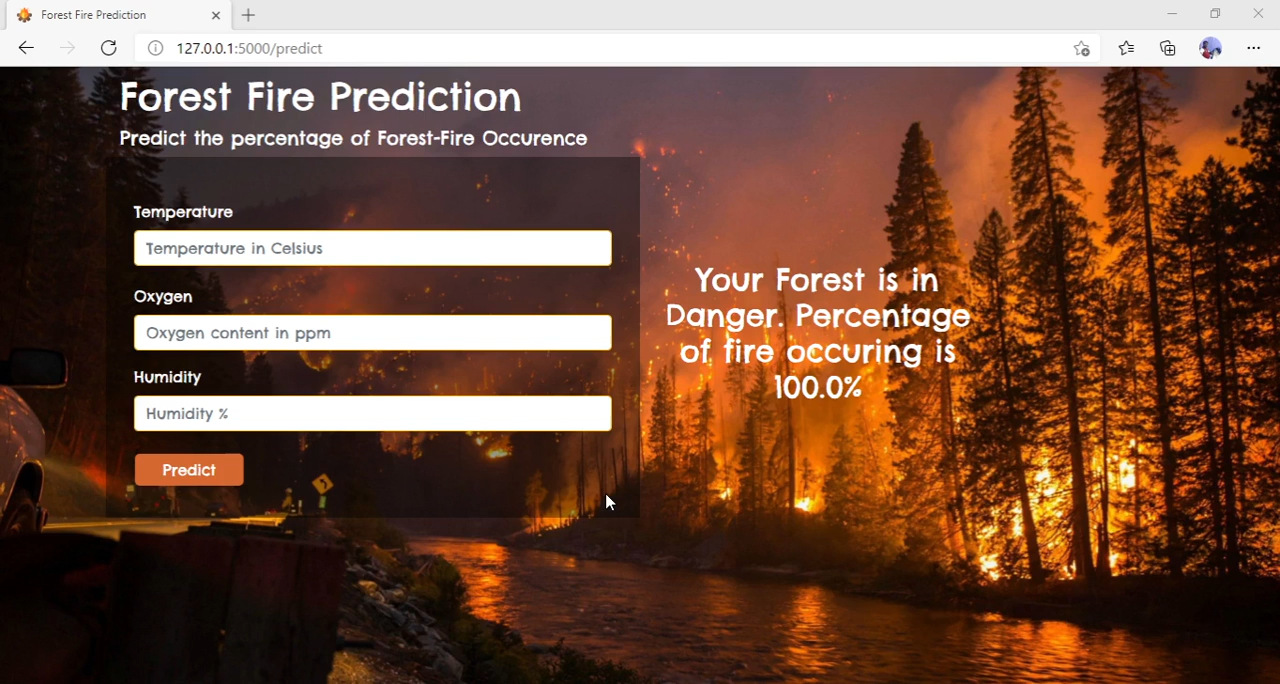 Forest Fire Prediction
127.0.0.1:5000/predict
Forest Fire Prediction
Predict the percentage of Forest-Fire Occurence
Temperature
Temperature in Celsius
Oxygen
Oxygen content in ppm
Humidity
Humidity %
Predict
Your Forest is in
Danger. Percentage
of fire occuring is
100.0%